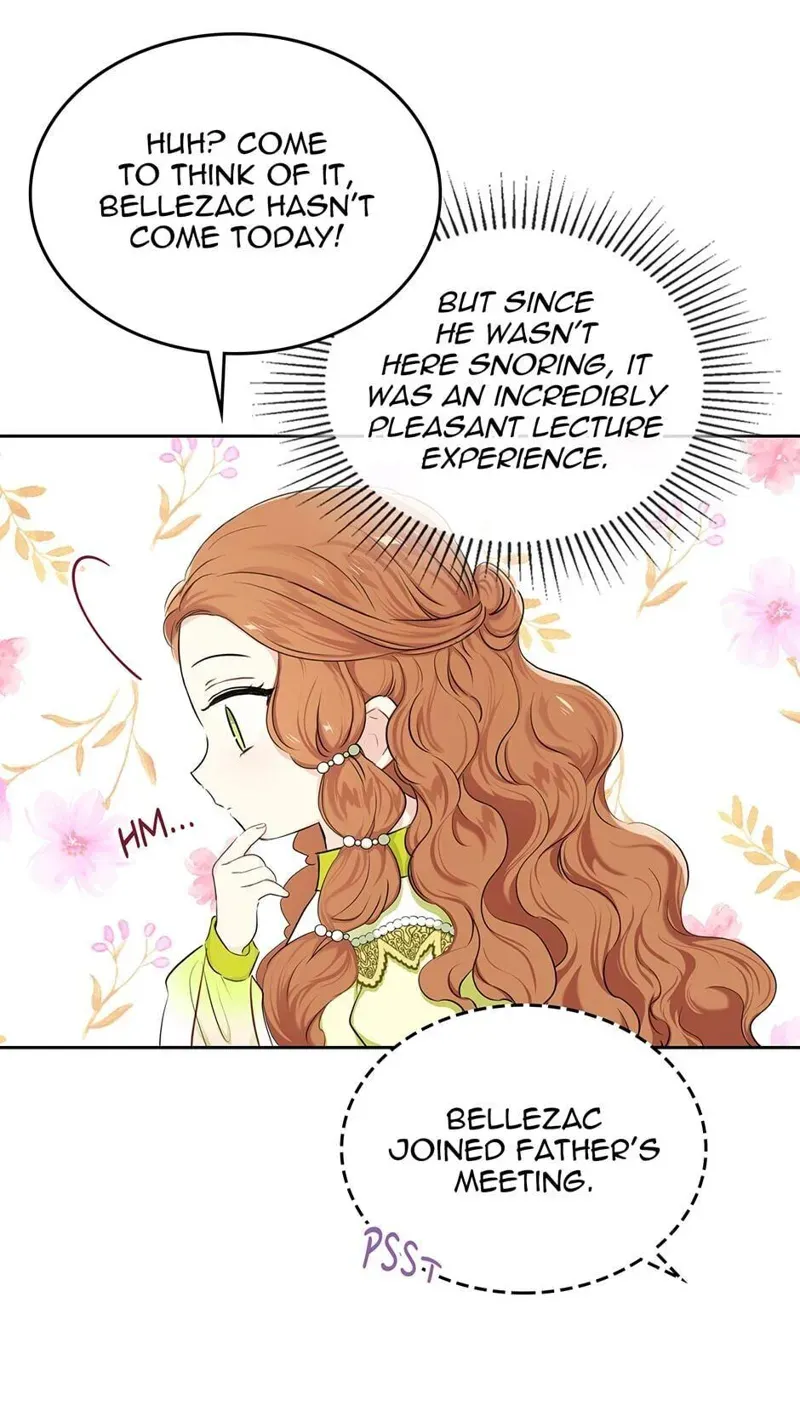 HUH? COME
TO THINK OF IT,
BELLEZAC HASN'T
COME TODAY!
BUT SINCE
HE WASN'T
HERE SNORING, IT
WAS AN INCREDIBLY
PLEASANT LECTURE
EXPERIENCE.
HM...
BELLEZAC
JOINED FATHER'S
MEETING.
PSST